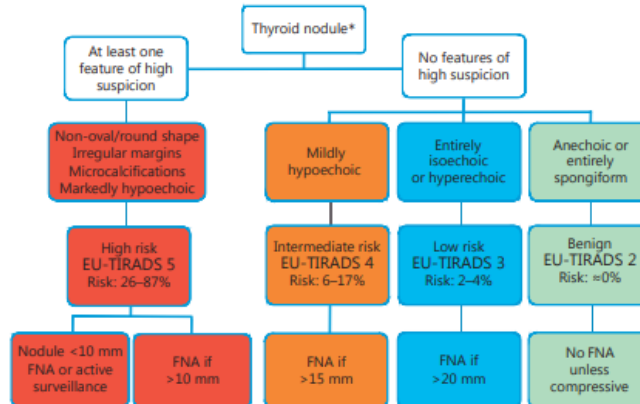 Thyroid nodule*
At least one
feature of high
suspicion
No features of
high suspicion
Non-oval/round shape
Irregular margins
Microcalcifications
Markedly hypoechoic
Mildly
hypoechoic
Entirely
isoechoic
or hyperechoic
Anechoic or
entirely
spongiform
High risk
EU-TIRADS 5
Risk: 26–87%
Intermediate risk
EU-TIRADS 4
Risk: 6–17%
Low risk
EU-TIRADS 3
Risk: 2–4%
Benign
EU-TIRADS 2
Risk: ≈0%
Nodule <10 mm
FNA or active
surveillance
FNA if
>10 mm
FNA if
>15 mm
FNA if
>20 mm
No FNA
unless
compressive